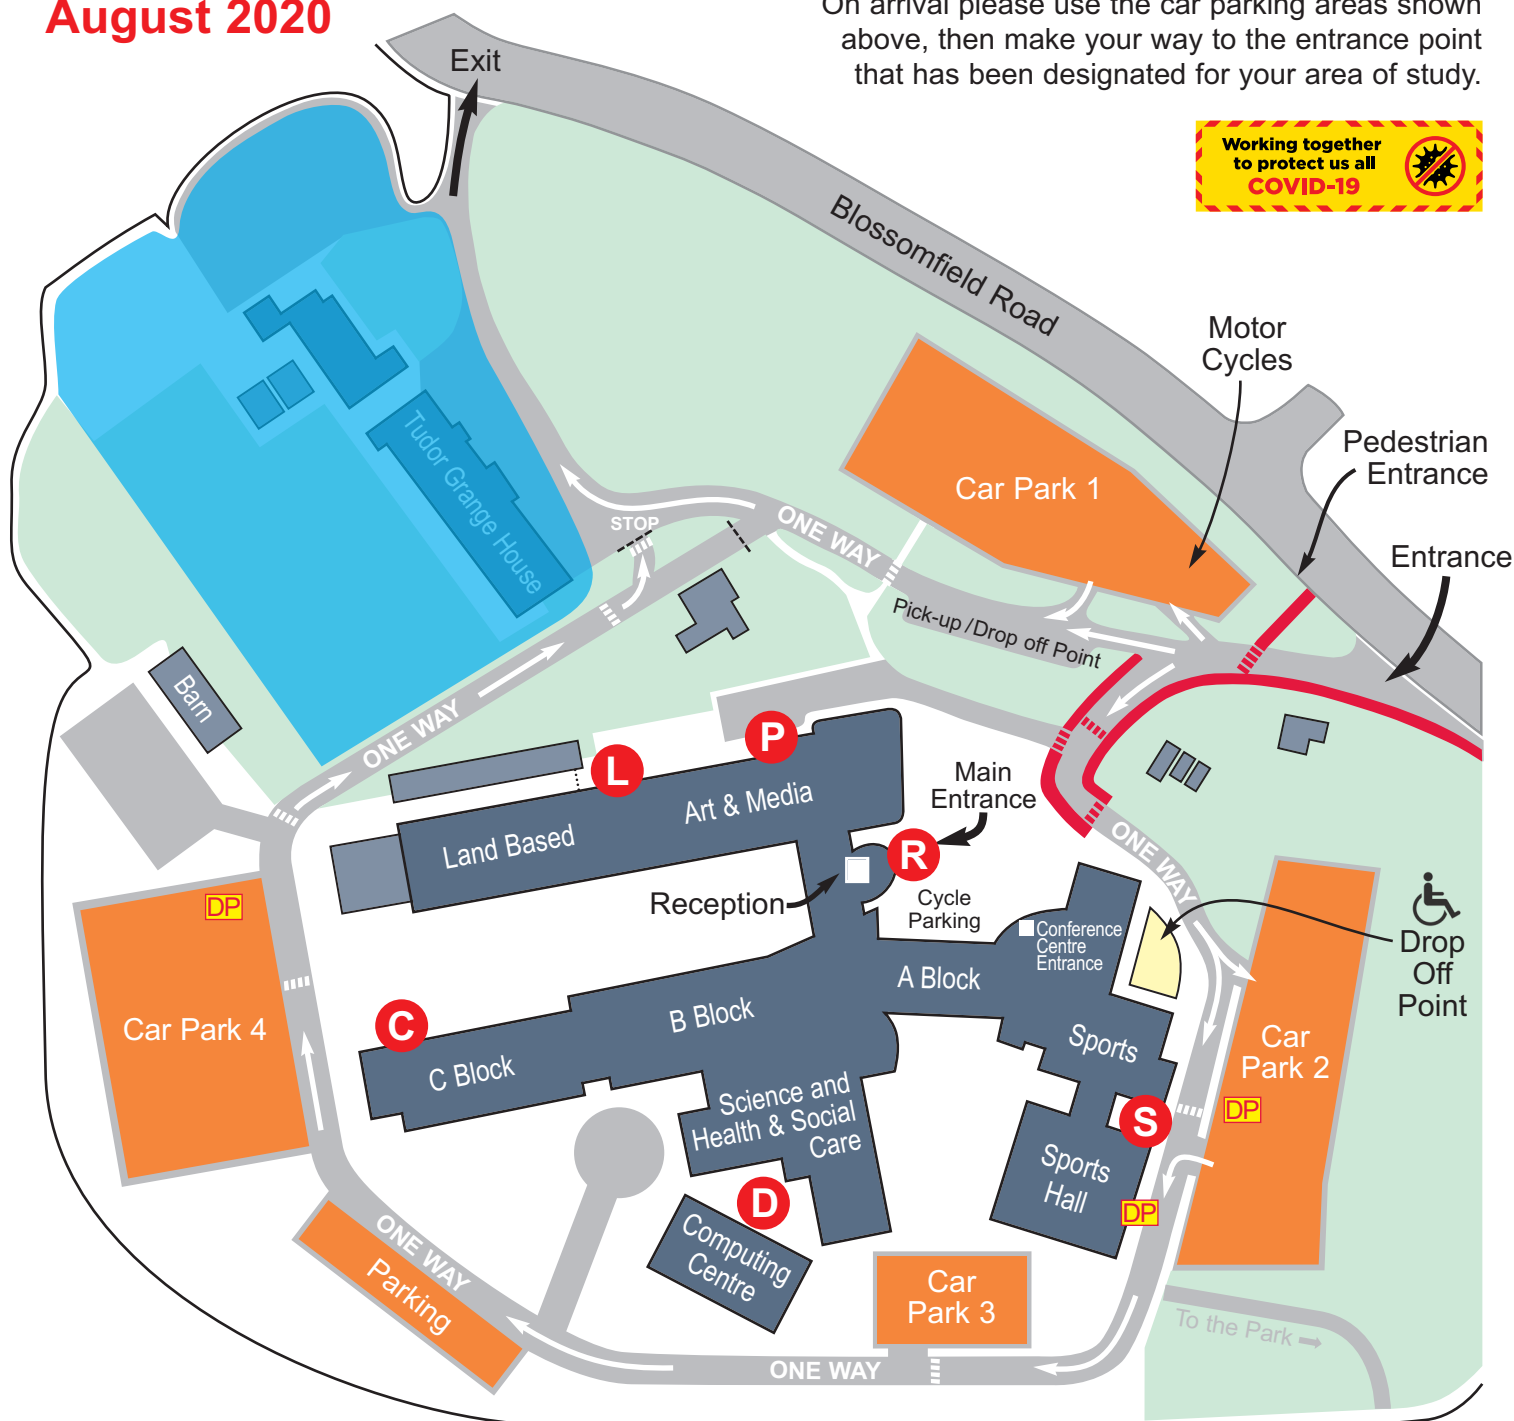 August 2020
On arrival please use the car parking areas shown
above, then make your way to the entrance point
that has been designated for your area of study.
Exit
Working together
to protect us all
COVID-19
Blossomfield Road
Motor
Cycles
Pedestrian
Entrance
Car Park 1
Entrance
Tudor Grange House
STOP
ONE WAY
Pick-up / Drop off Point
Barn
ONE WAY
P
L
Main
Entrance
Art & Media
Land Based
R
ONE WAY
Reception
Cycle
Parking
DP
Conference
Centre
Entrance
Drop
Off
Point
A Block
B Block
C
Car Park 4
C Block
Sports
Car
Park 2
Science and
Health & Social
Care
DP
S
Sports
Hall
D
DP
Computing
Centre
ONE WAY
Parking
Car
Park 3
To the Park
ONE WAY